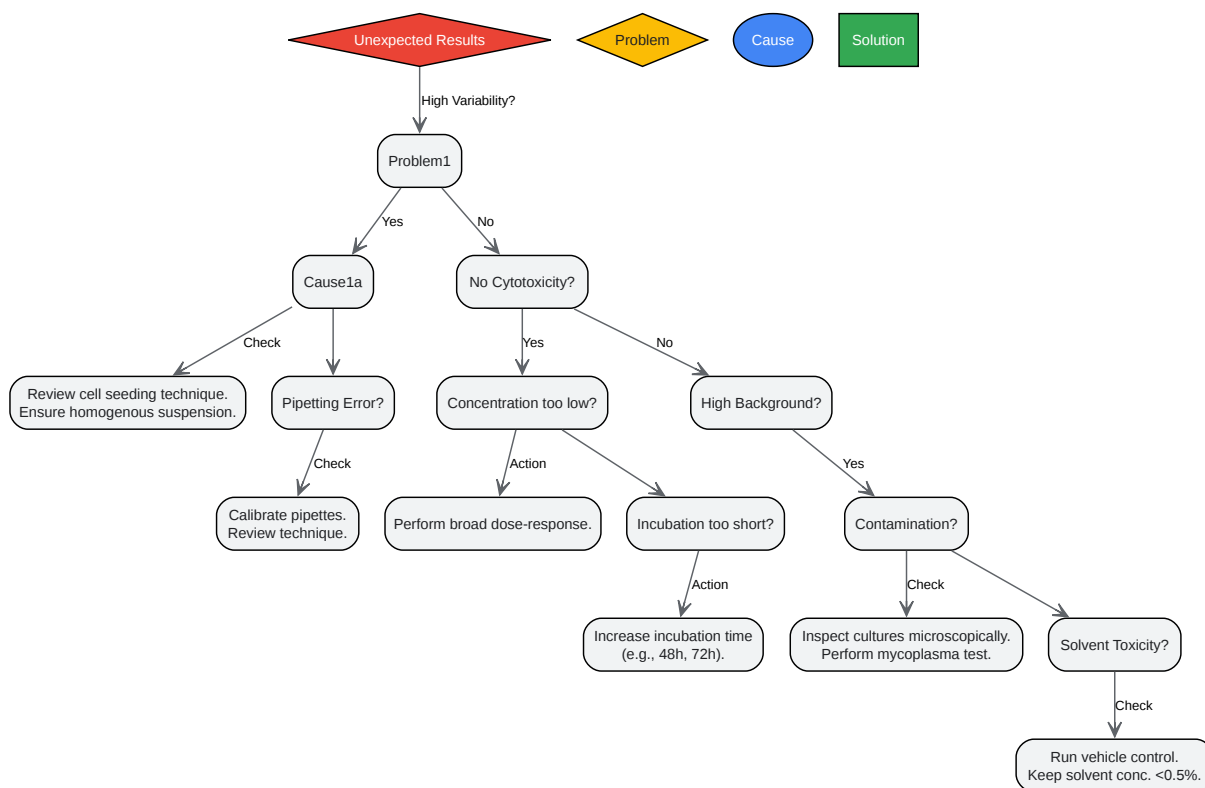 Unexpected Results
Problem
Cause
Solution
High Variability?
Problem1
Yes
No
Cause1a
No Cytotoxicity?
Check
Yes
No
Review cell seeding technique.
Ensure homogenous suspension.
Pipetting Error?
Concentration too low?
High Background?
Check
Action
Yes
Calibrate pipettes.
Review technique.
Perform broad dose-response.
Incubation too short?
Contamination?
Action
Check
Increase incubation time
(e.g., 48h, 72h).
Inspect cultures microscopically.
Perform mycoplasma test.
Solvent Toxicity?
Check
Run vehicle control.
Keep solvent conc. <0.5%.